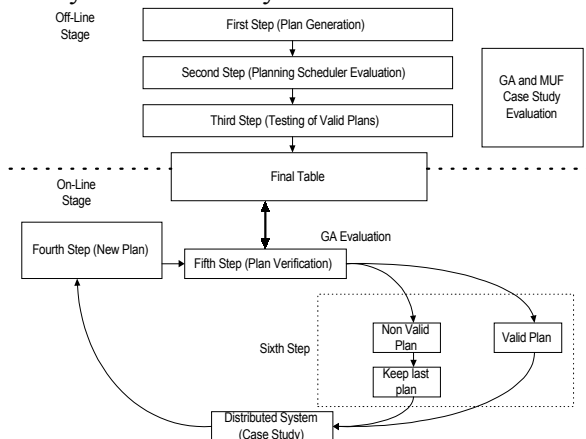 Off-Line
Stage
First Step (Plan Generation)
Second Step (Planning Scheduler Evaluation)
Third Step (Testing of Valid Plans)
GA and MUF
Case Study
Evaluation
Final Table
On-Line
Stage
GA Evaluation
Fourth Step (New Plan)
Fifth Step (Plan Verification)
Sixth Step
Non Valid
Plan
Valid Plan
Keep last
plan
Distributed System
(Case Study)